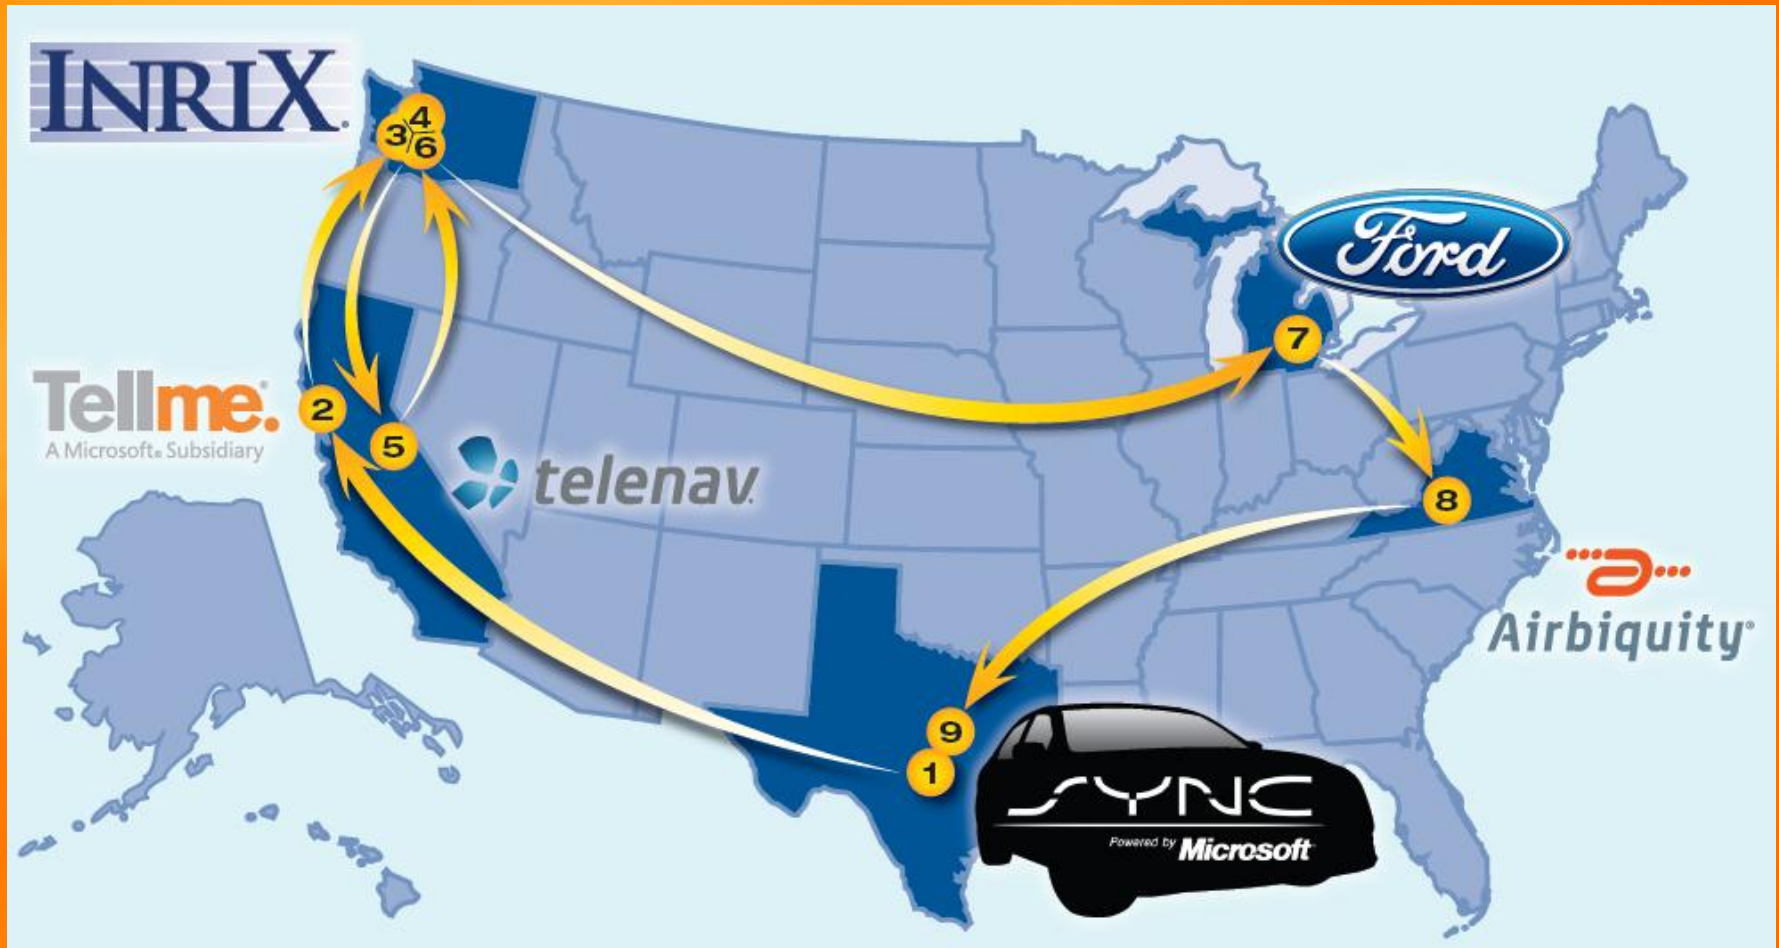 INRIX.
4
3
6
Ford
7
Tellme.
A Microsoft® Subsidiary
2
5
telenav.
8
Airbiquity®
9
1
SYNC
Powered by Microsoft